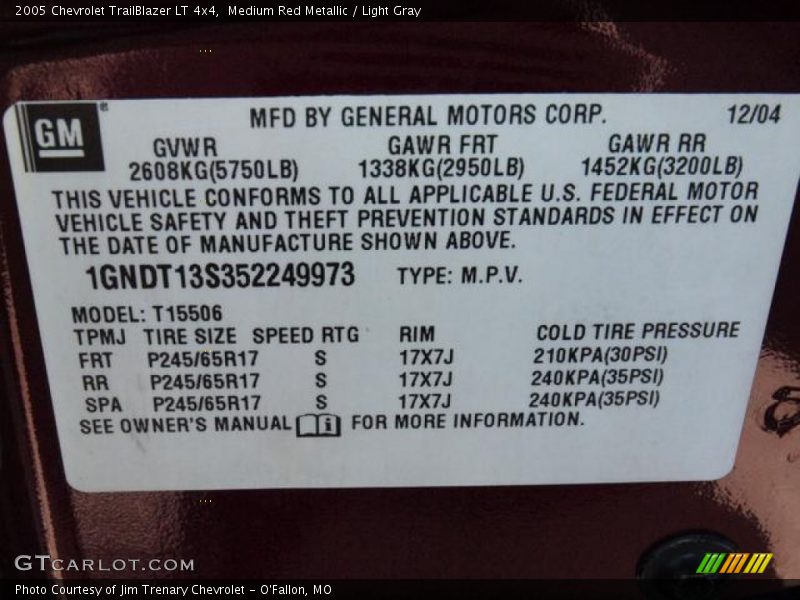 2005 Chevrolet TrailBlazer LT 4x4,  Medium Red Metallic / Light Gray
GM®
MFD BY GENERAL MOTORS CORP. 12/04
GVWR GAWR FRT GAWR RR
2608KG(5750LB) 1338KG(2950LB) 1452KG(3200LB)
THIS VEHICLE CONFORMS TO ALL APPLICABLE U.S. FEDERAL MOTOR
VEHICLE SAFETY AND THEFT PREVENTION STANDARDS IN EFFECT ON
THE DATE OF MANUFACTURE SHOWN ABOVE.
1GNDT13S352249973 TYPE: M.P.V.
MODEL: T15506
TPMJ TIRE SIZE SPEED RTG RIM COLD TIRE PRESSURE
FRT P245/65R17 S 17X7J 210KPA(30PSI)
RR P245/65R17 S 17X7J 240KPA(35PSI)
SPA P245/65R17 S 17X7J 240KPA(35PSI)
SEE OWNER'S MANUAL i FOR MORE INFORMATION.
GTCARLOT.COM
Photo Courtesy of Jim Trenary Chevrolet - O'Fallon, MO